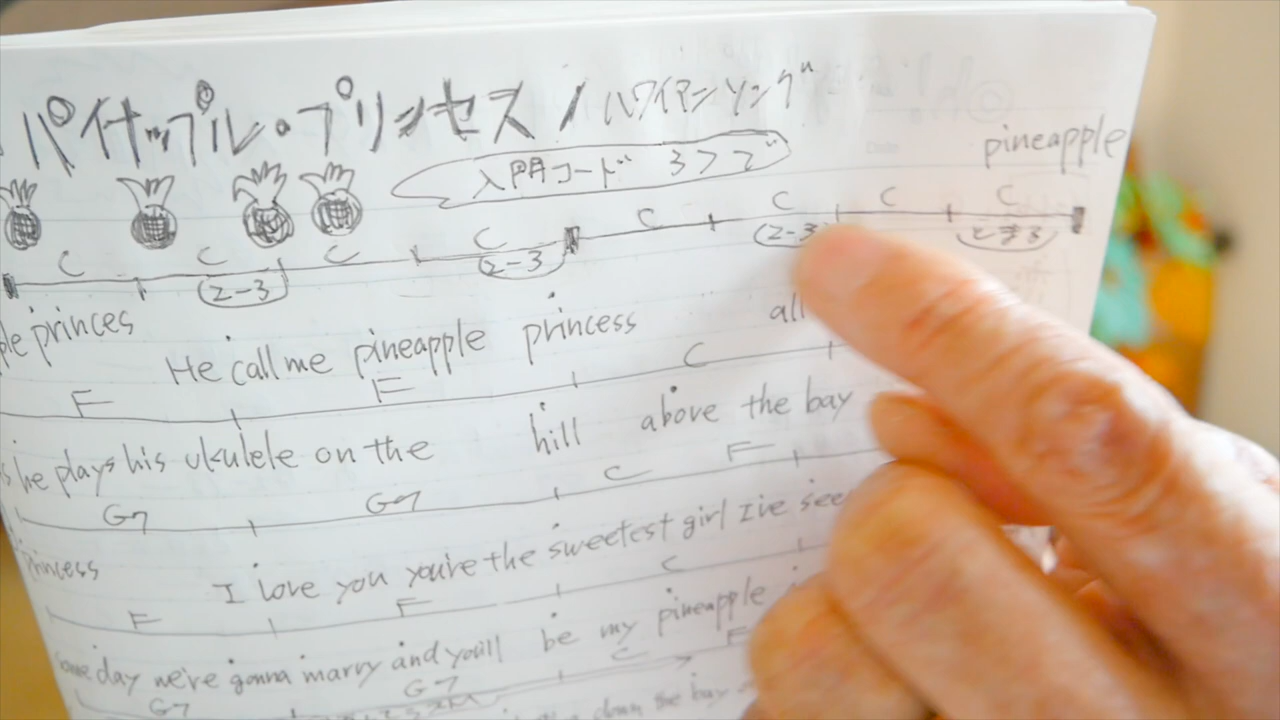 パイナップル・プリンセス / ハワイアンソング"
入門コード 3つで
pineapple
C C C C C C C C
2-3 2-3 2-3
ple princes He call me pineapple princess all
F F C
he plays his ukulele on the hill above the bay
G7 G7 C F
princess I love you you're the sweetest girl I've see
F F C
some day we're gonna marry and you'll be my pineapple
G7 G7 C F
down the bay